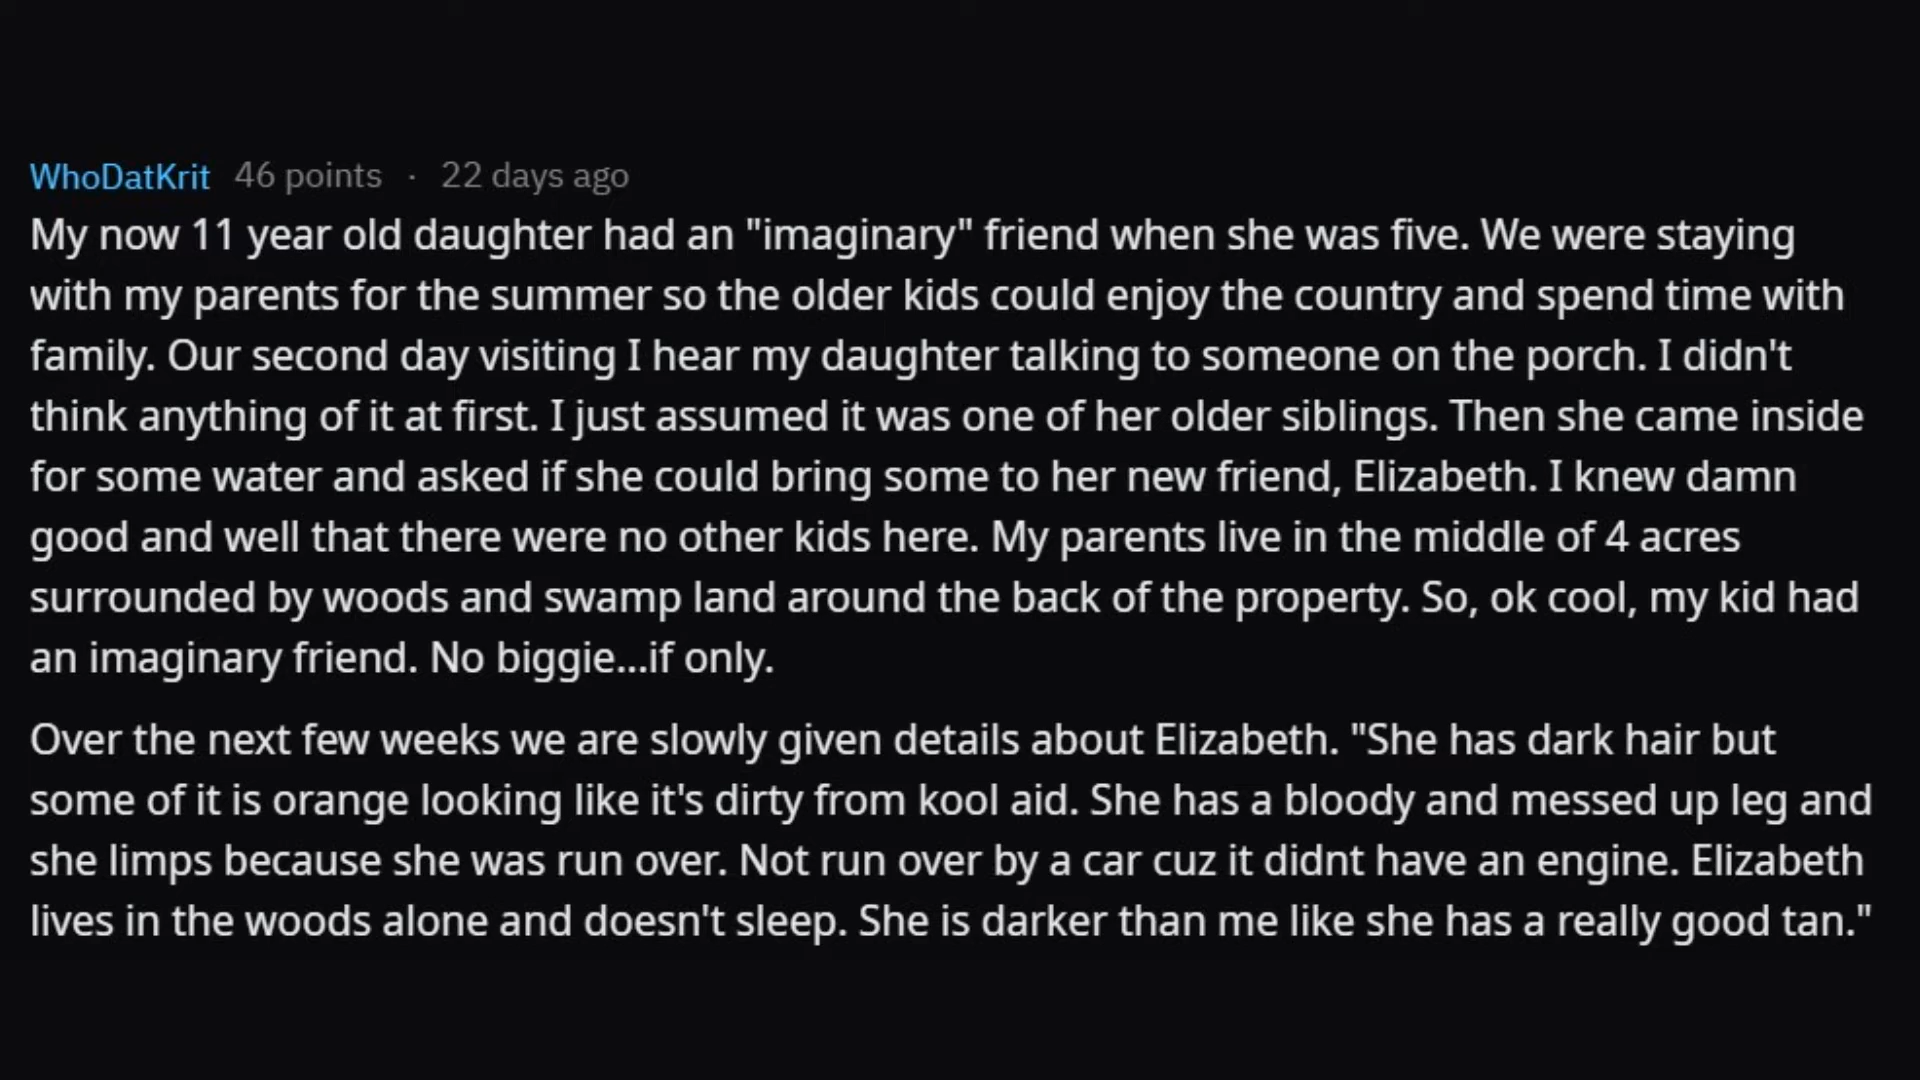 WhoDatKrit 46 points · 22 days ago
My now 11 year old daughter had an "imaginary" friend when she was five. We were staying
with my parents for the summer so the older kids could enjoy the country and spend time with
family. Our second day visiting I hear my daughter talking to someone on the porch. I didn't
think anything of it at first. I just assumed it was one of her older siblings. Then she came inside
for some water and asked if she could bring some to her new friend, Elizabeth. I knew damn
good and well that there were no other kids here. My parents live in the middle of 4 acres
surrounded by woods and swamp land around the back of the property. So, ok cool, my kid had
an imaginary friend. No biggie...if only.
Over the next few weeks we are slowly given details about Elizabeth. "She has dark hair but
some of it is orange looking like it's dirty from kool aid. She has a bloody and messed up leg and
she limps because she was run over. Not run over by a car cuz it didnt have an engine. Elizabeth
lives in the woods alone and doesn't sleep. She is darker than me like she has a really good tan."